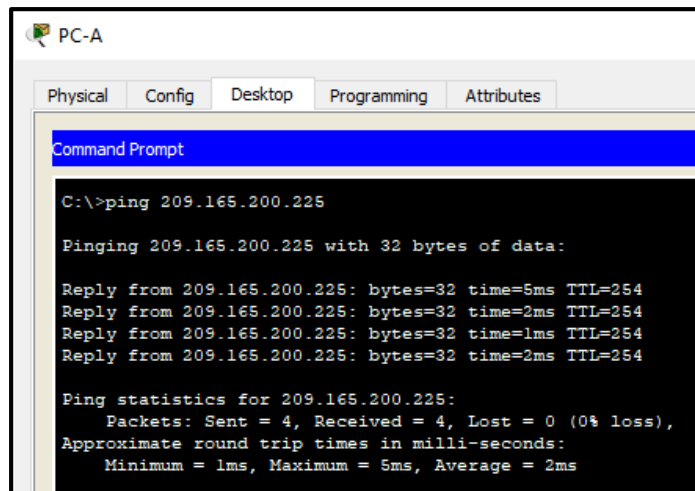 PC-A
Physical Config Desktop Programming Attributes
Command Prompt
C:\>ping 209.165.200.225
Pinging 209.165.200.225 with 32 bytes of data:
Reply from 209.165.200.225: bytes=32 time=5ms TTL=254
Reply from 209.165.200.225: bytes=32 time=2ms TTL=254
Reply from 209.165.200.225: bytes=32 time=1ms TTL=254
Reply from 209.165.200.225: bytes=32 time=2ms TTL=254
Ping statistics for 209.165.200.225:
Packets: Sent = 4, Received = 4, Lost = 0 (0% loss),
Approximate round trip times in milli-seconds:
Minimum = 1ms, Maximum = 5ms, Average = 2ms